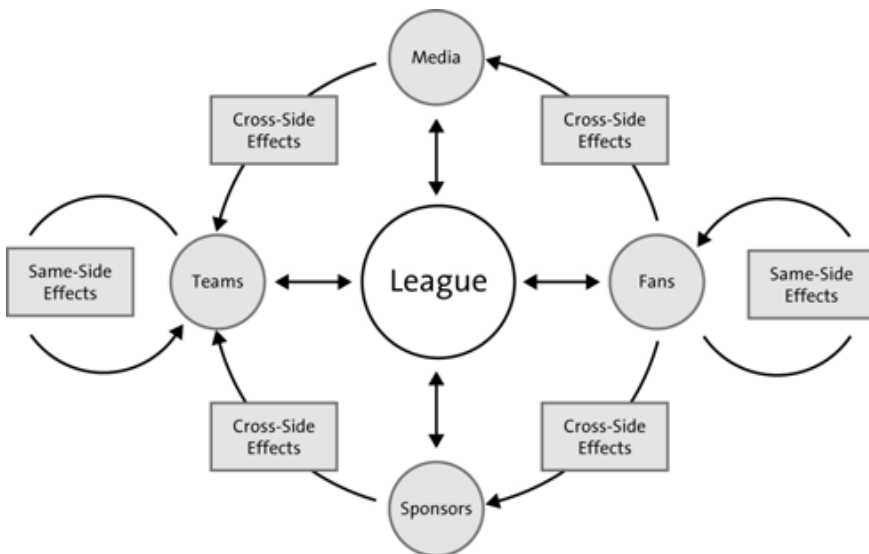 Media
Cross-Side
Effects
Cross-Side
Effects
Same-Side
Effects
Teams
League
Fans
Same-Side
Effects
Cross-Side
Effects
Cross-Side
Effects
Sponsors